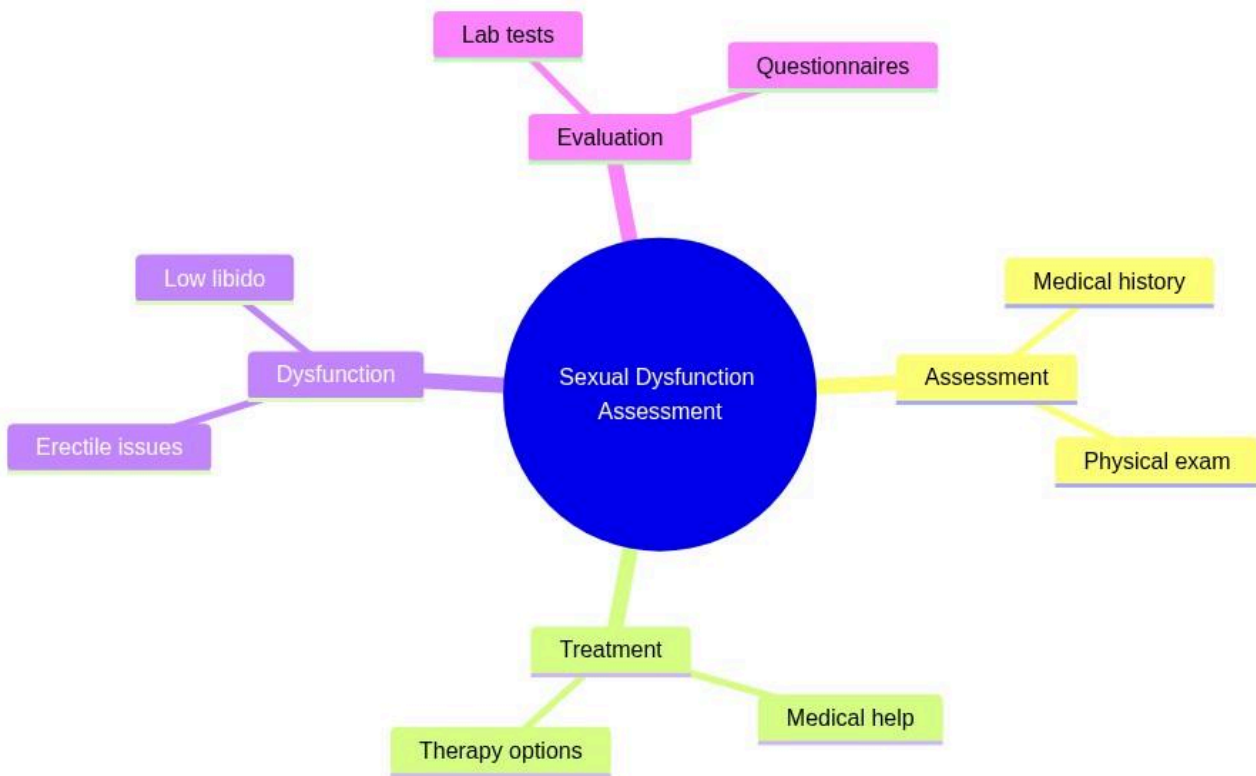 Lab tests
Questionnaires
Evaluation
Low libido
Medical history
Dysfunction
Sexual Dysfunction
Assessment
Assessment
Erectile issues
Physical exam
Treatment
Medical help
Therapy options